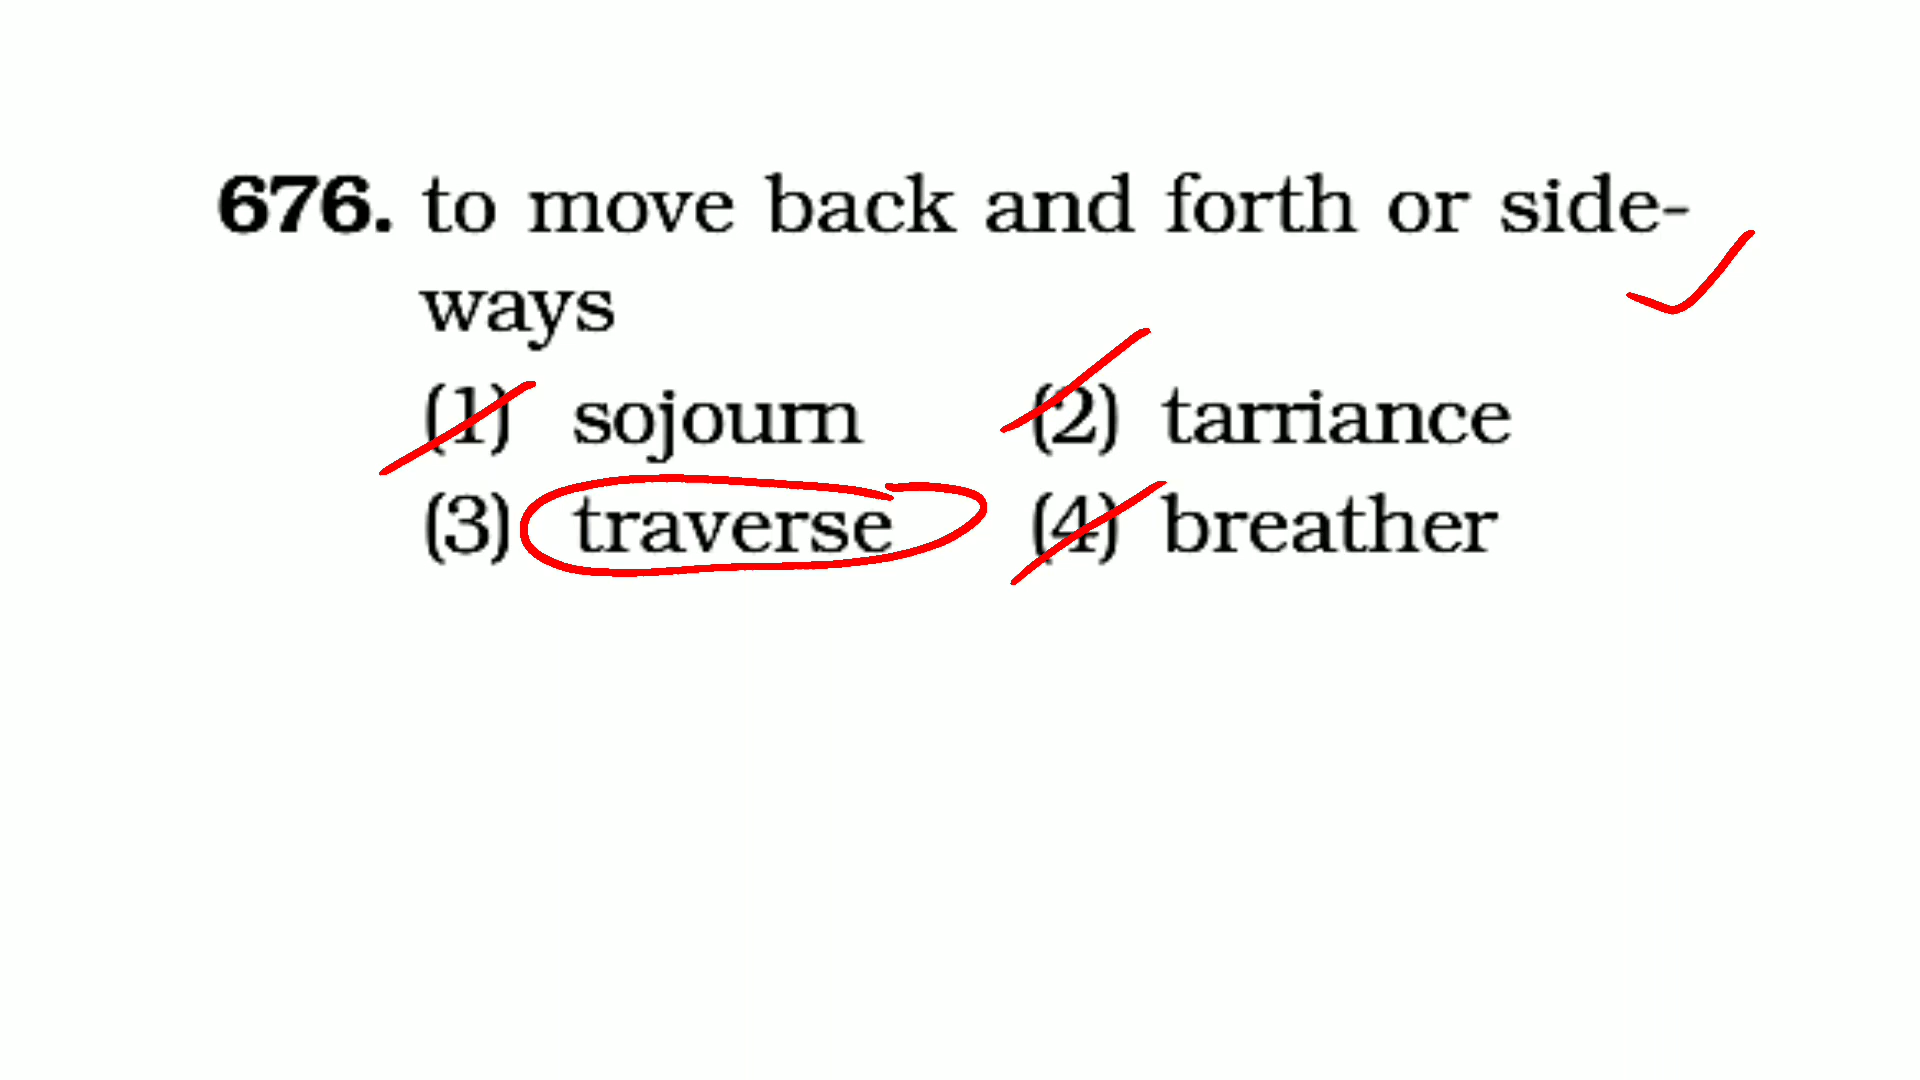 676. to move back and forth or side-
ways
(1) sojourn (2) tarriance
(3) traverse (4) breather